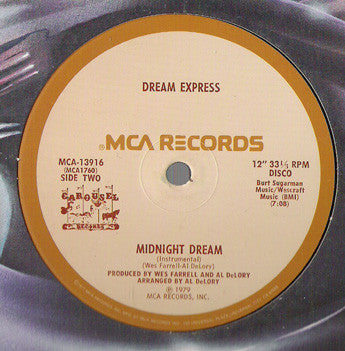 DREAM EXPRESS
MCA RECORDS
MCA-13916
(MCA1760)
SIDE TWO
CAROUSEL
RECORDS
12" 33⅓ RPM
DISCO
Burt Sugarman
Music/Wescraft
Music (BMI)
(7:08)
MIDNIGHT DREAM
(Instrumental)
(Wes Farrell-Al DeLory)
PRODUCED BY WES FARRELL AND AL DeLORY
ARRANGED BY AL DeLORY
℗ 1979
MCA RECORDS, INC.